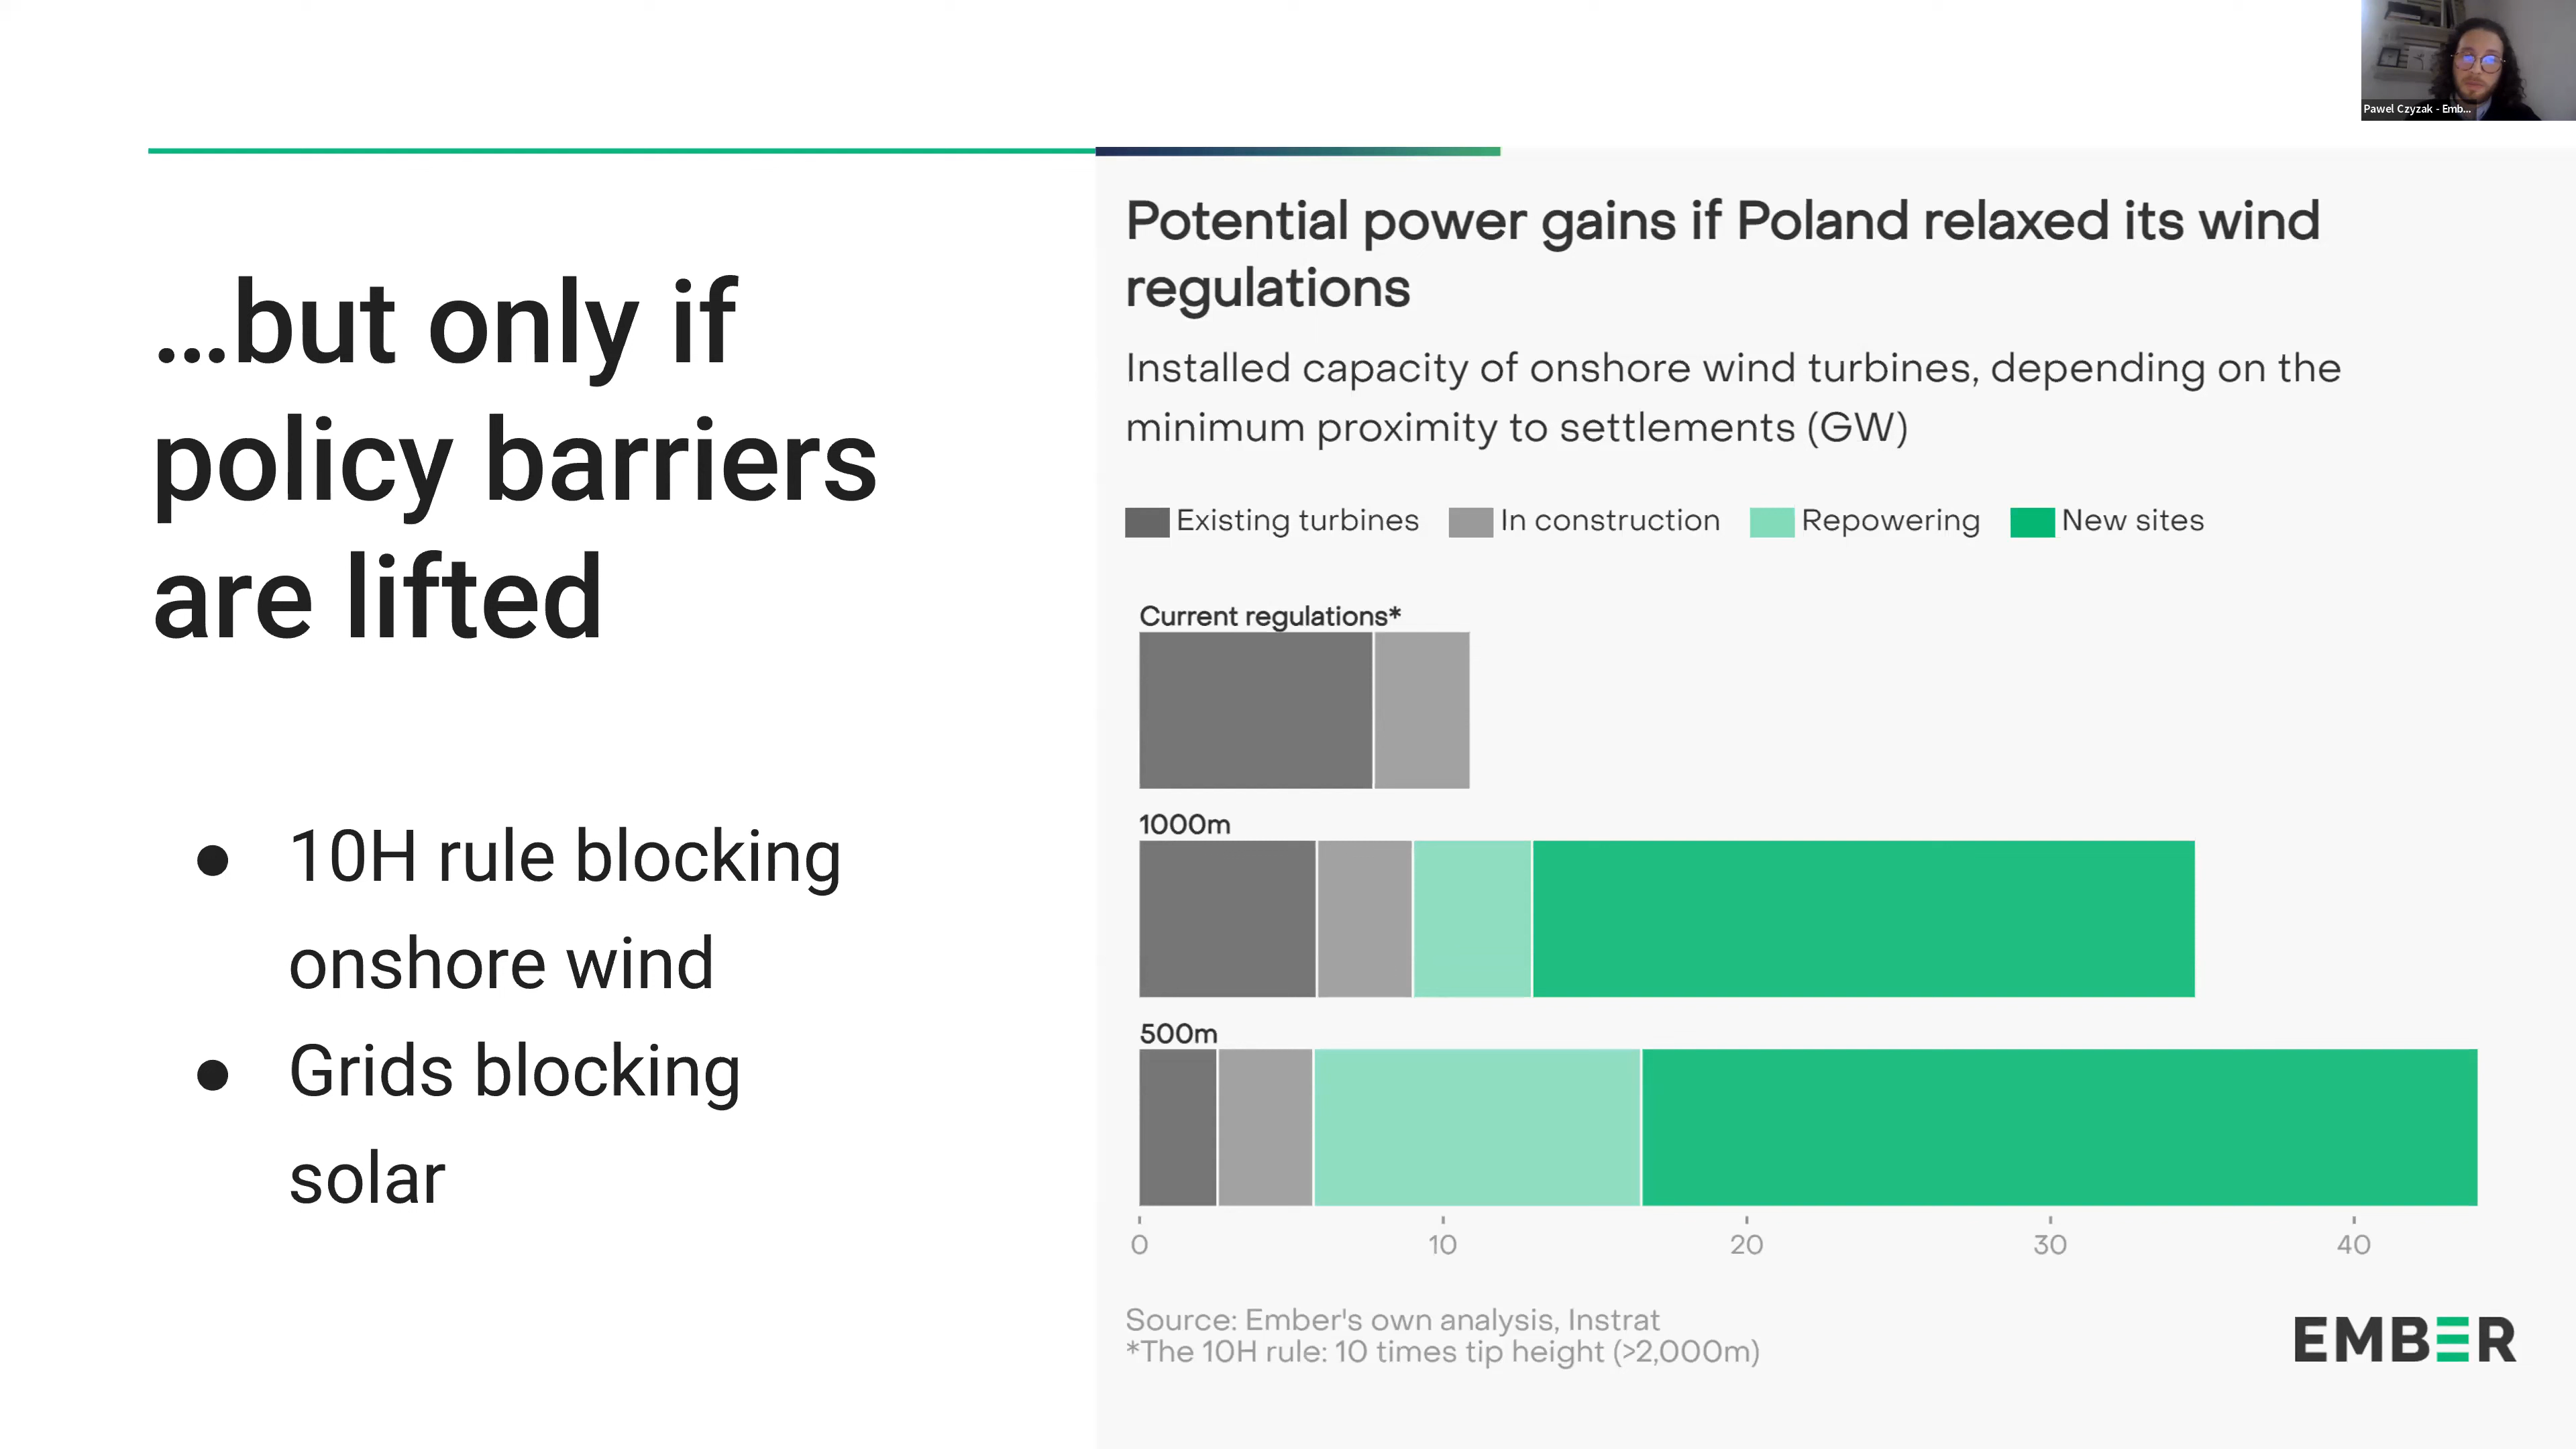 Pawel Czyzak - Emb...
...but only if
policy barriers
are lifted
● 10H rule blocking
onshore wind
● Grids blocking
solar
Potential power gains if Poland relaxed its wind
regulations
Installed capacity of onshore wind turbines, depending on the
minimum proximity to settlements (GW)
Existing turbines In construction Repowering New sites
Current regulations*
1000m
500m
0 10 20 30 40
Source: Ember's own analysis, Instrat
*The 10H rule: 10 times tip height (>2,000m)
EMBER